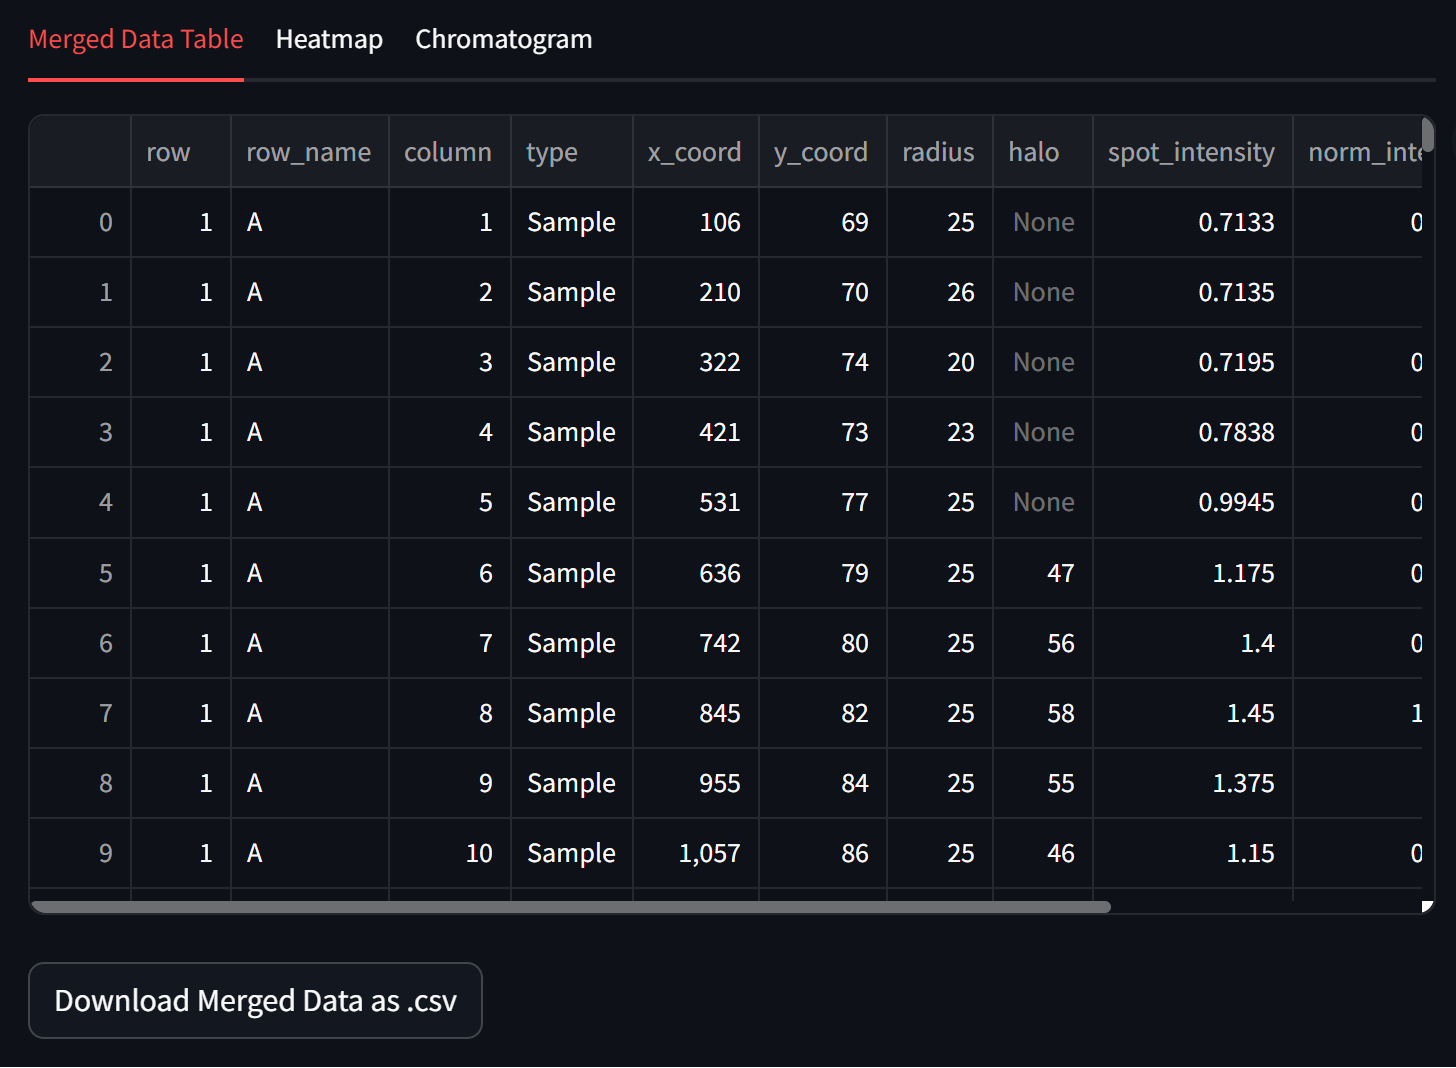 Merged Data Table Heatmap Chromatogram
row row_name column type x_coord y_coord radius halo spot_intensity norm_inte
0 1 A 1 Sample 106 69 25 None 0.7133 0
1 1 A 2 Sample 210 70 26 None 0.7135
2 1 A 3 Sample 322 74 20 None 0.7195 0
3 1 A 4 Sample 421 73 23 None 0.7838 0
4 1 A 5 Sample 531 77 25 None 0.9945 0
5 1 A 6 Sample 636 79 25 47 1.175 0
6 1 A 7 Sample 742 80 25 56 1.4 0
7 1 A 8 Sample 845 82 25 58 1.45 1
8 1 A 9 Sample 955 84 25 55 1.375
9 1 A 10 Sample 1,057 86 25 46 1.15 0
Download Merged Data as .csv